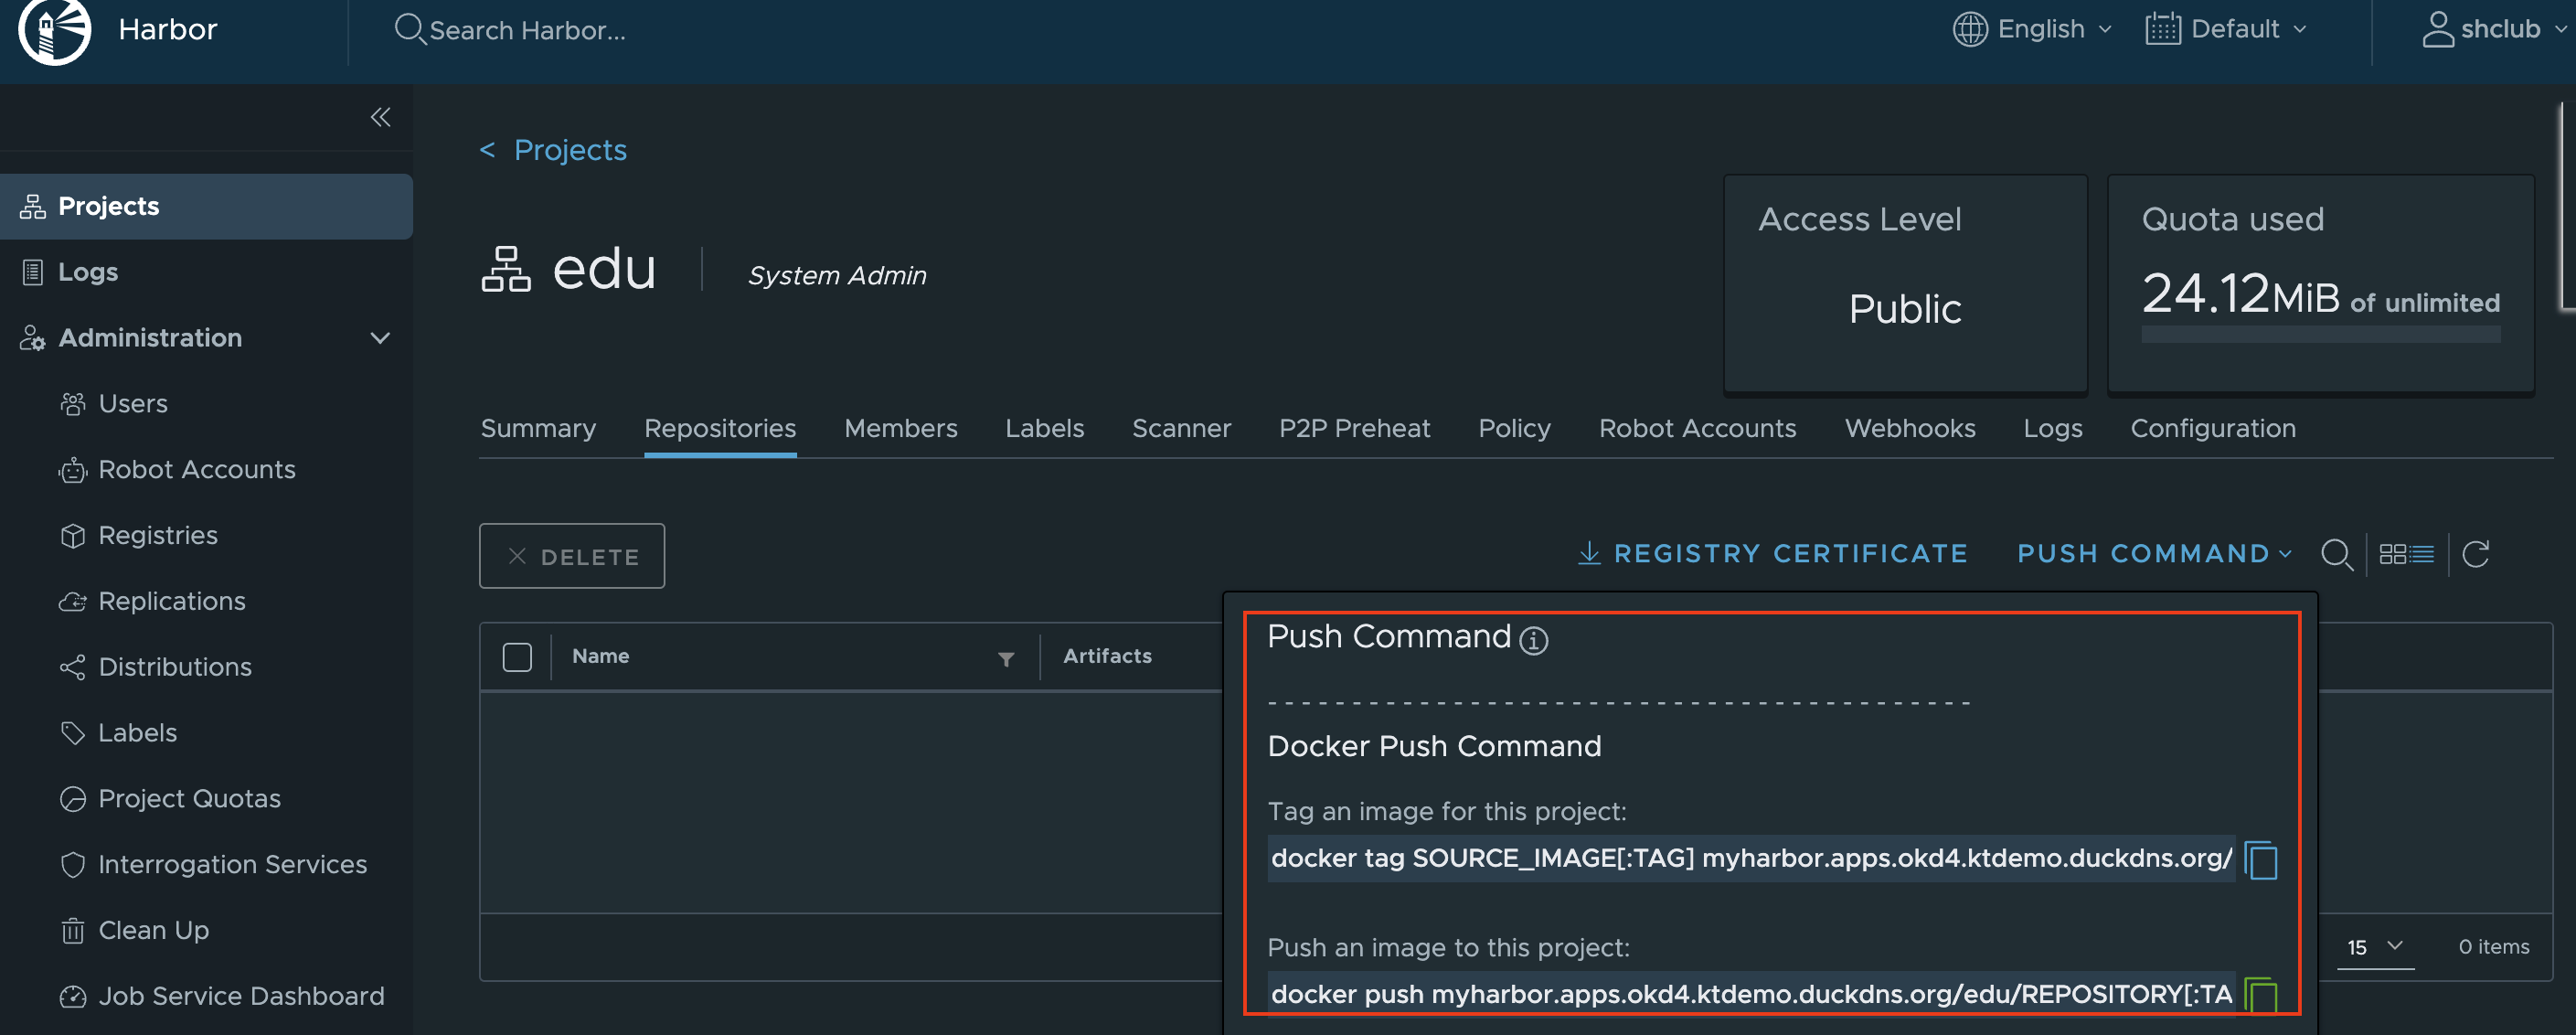 Harbor
Search Harbor...
English
Default
shclub
Projects
Logs
Administration
Users
Robot Accounts
Registries
Replications
Distributions
Labels
Project Quotas
Interrogation Services
Clean Up
Job Service Dashboard
< Projects
edu
System Admin
Access Level
Public
Quota used
24.12MiB of unlimited
Summary
Repositories
Members
Labels
Scanner
P2P Preheat
Policy
Robot Accounts
Webhooks
Logs
Configuration
DELETE
REGISTRY CERTIFICATE
PUSH COMMAND
Name
Artifacts
Push Command
- - - - - - - - - - - - - - - - - - - - - - - - - - - - - - - - - - - - - - - - - -
Docker Push Command
Tag an image for this project:
docker tag SOURCE_IMAGE[:TAG] myharbor.apps.okd4.ktdemo.duckdns.org/
Push an image to this project:
docker push myharbor.apps.okd4.ktdemo.duckdns.org/edu/REPOSITORY[:TA
15
0 items